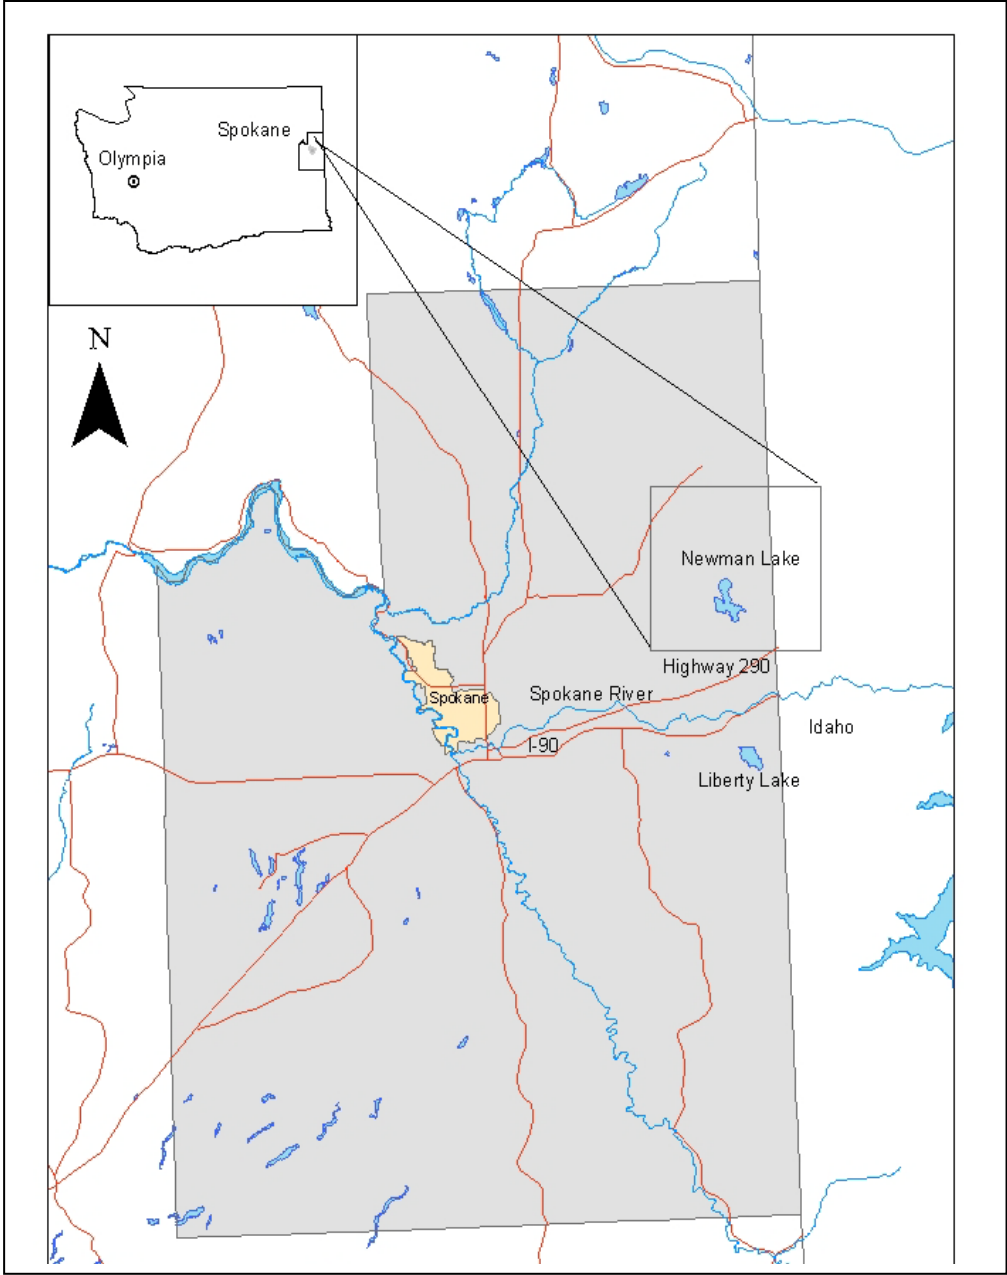 Spokane
Olympia
N
Newman Lake
Highway 290
Spokane
Spokane River
Idaho
I-90
Liberty Lake